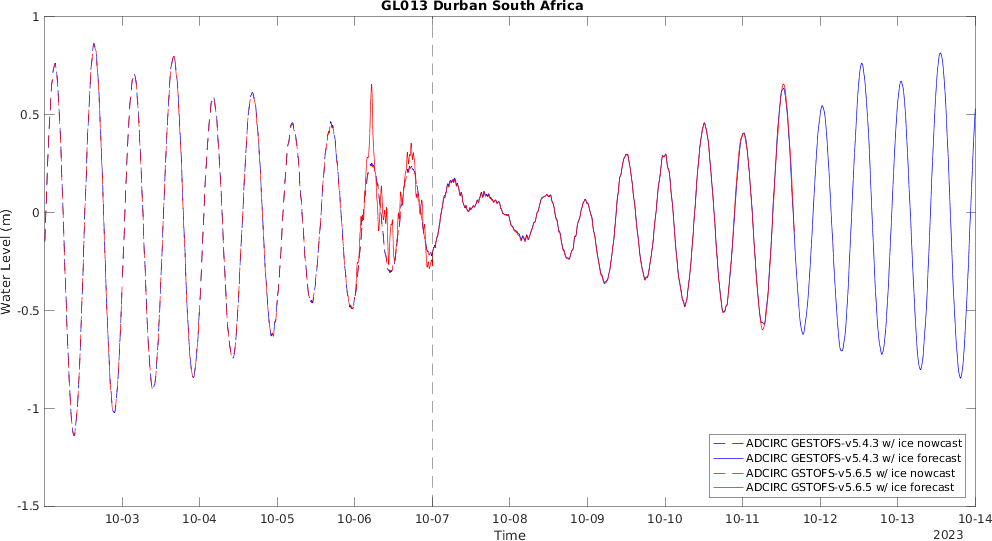 GL013 Durban South Africa
Water Level (m)
1
0.5
0
-0.5
-1
-1.5
ADCIRC GESTOFS-v5.4.3 w/ ice nowcast
ADCIRC GESTOFS-v5.4.3 w/ ice forecast
ADCIRC GSTOFS-v5.6.5 w/ ice nowcast
ADCIRC GSTOFS-v5.6.5 w/ ice forecast
10-03 10-04 10-05 10-06 10-07 10-08 10-09 10-10 10-11 10-12 10-13 10-14
Time
2023